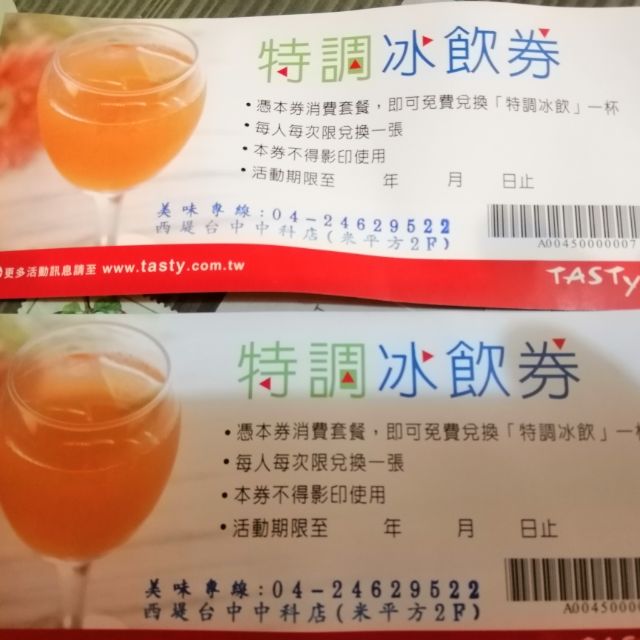 特調冰飲券
•憑本券消費套餐，即可免費兌換「特調冰飲」一杯
•每人每次限兌換一張
•本券不得影印使用
•活動期限至 年 月 日止
美味專線:04-24629522
西堤台中中科店(米平方2F)
A00450000007
更多活動訊息請至 www.tasty.com.tw
TASTy
特調冰飲券
•憑本券消費套餐，即可免費兌換「特調冰飲」一杯
•每人每次限兌換一張
•本券不得影印使用
•活動期限至 年 月 日止
美味專線:04-24629522
西堤台中中科店(米平方2F)
A0045000